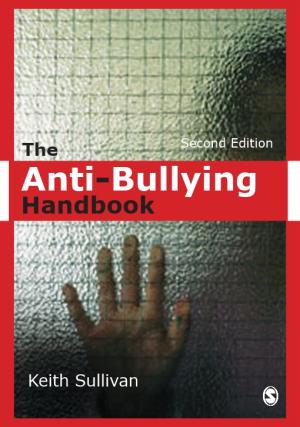 Second Edition
The
Anti-Bullying
Handbook
Keith Sullivan